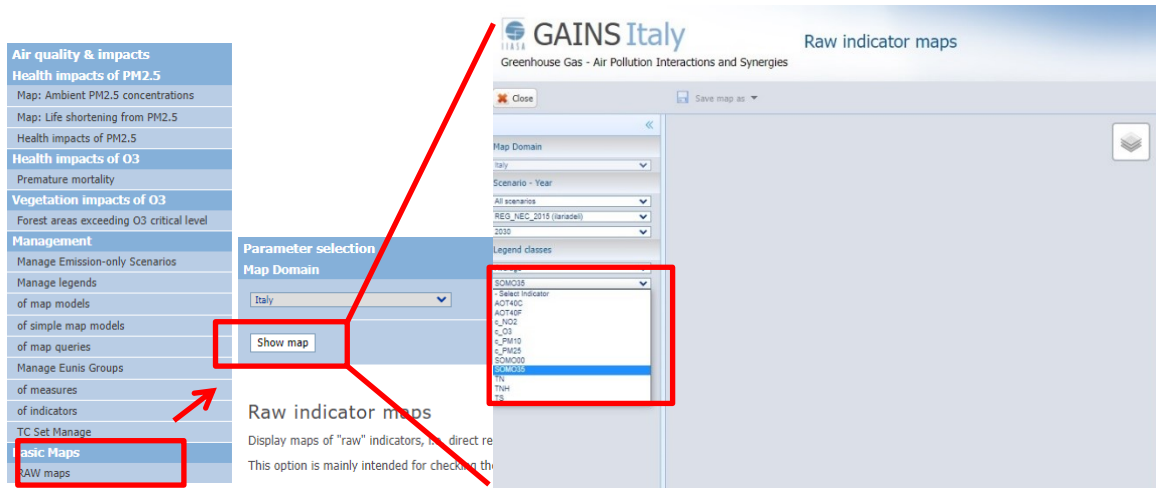 Air quality & impacts
Health impacts of PM2.5
Map: Ambient PM2.5 concentrations
Map: Life shortening from PM2.5
Health impacts of PM2.5
Health impacts of O3
Premature mortality
Vegetation impacts of O3
Forest areas exceeding O3 critical level
Management
Manage Emission-only Scenarios
Manage legends
of map models
of simple map models
of map queries
Manage Eunis Groups
of measures
of indicators
TC Set Manage
Basic Maps
RAW maps
Parameter selection
Map Domain
Italy
Show map
Raw indicator maps
Display maps of "raw" indicators, i.e. direct re
This option is mainly intended for checking the
IIASA
GAINS Italy
Greenhouse Gas - Air Pollution Interactions and Synergies
Raw indicator maps
Close
Save map as
Map Domain
Italy
Scenario - Year
All scenarios
REG_NEC_2015 (ilariadeli)
2030
Legend classes
SOMO35
- Select Indicator
AOT40C
AOT40F
c_NO2
c_O3
c_PM10
c_PM25
SOMO00
SOMO35
TN
TNH
TS